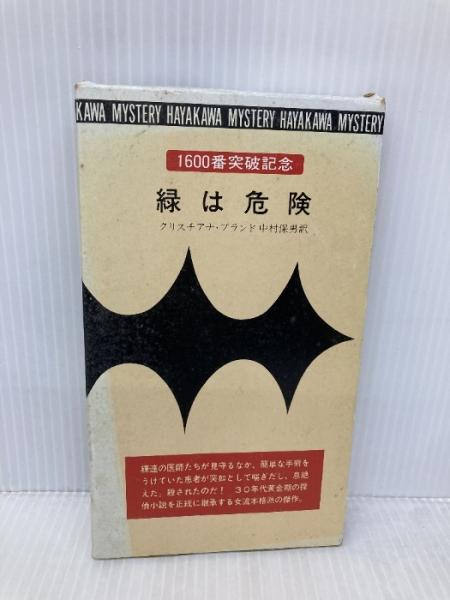 KAWA MYSTERY HAYAKAWA MYSTERY HAYAKAWA MYSTERY
1600番突破記念
緑は危険
クリスチアナ・ブランド 中村保男訳
練達の医師たちが見守るなか、簡単な手術を
うけていた患者が突如として喘ぎだし、息絶
えた。殺されたのだ! 30年代黄金期の探
偵小説を正統に継承する女流本格派の傑作。